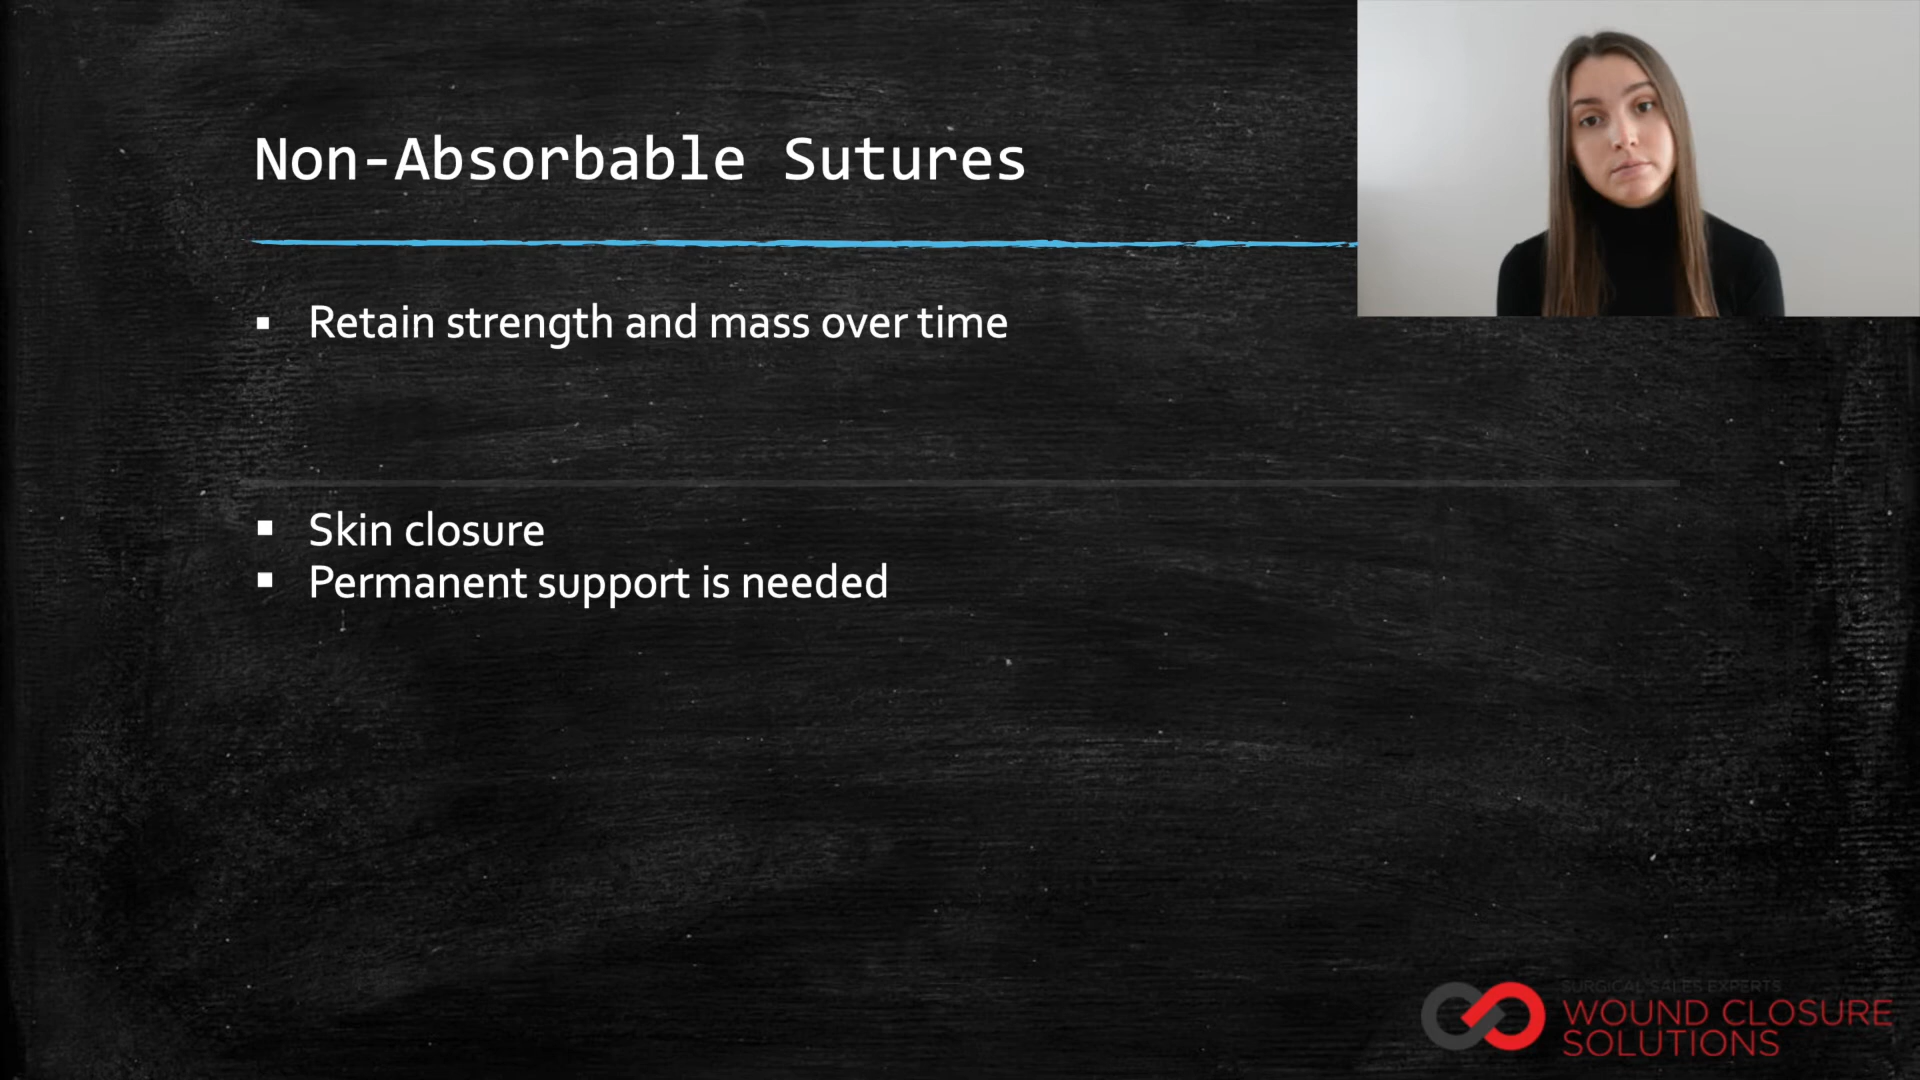 Non-Absorbable Sutures
▪ Retain strength and mass over time
▪ Skin closure
▪ Permanent support is needed
SURGICAL SALES EXPERTS
WOUND CLOSURE
SOLUTIONS